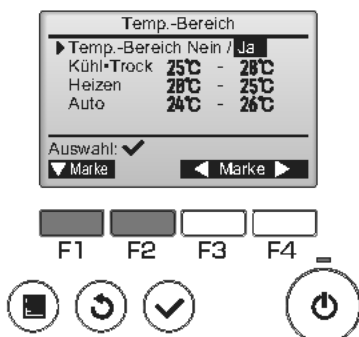 Temp.-Bereich
Temp.-Bereich Nein / Ja
Kühl•Trock 25°C - 28°C
Heizen 20°C - 25°C
Auto 24°C - 26°C
Auswahl: ✔
▼ Marke ◀ Marke ▶
F1 F2 F3 F4